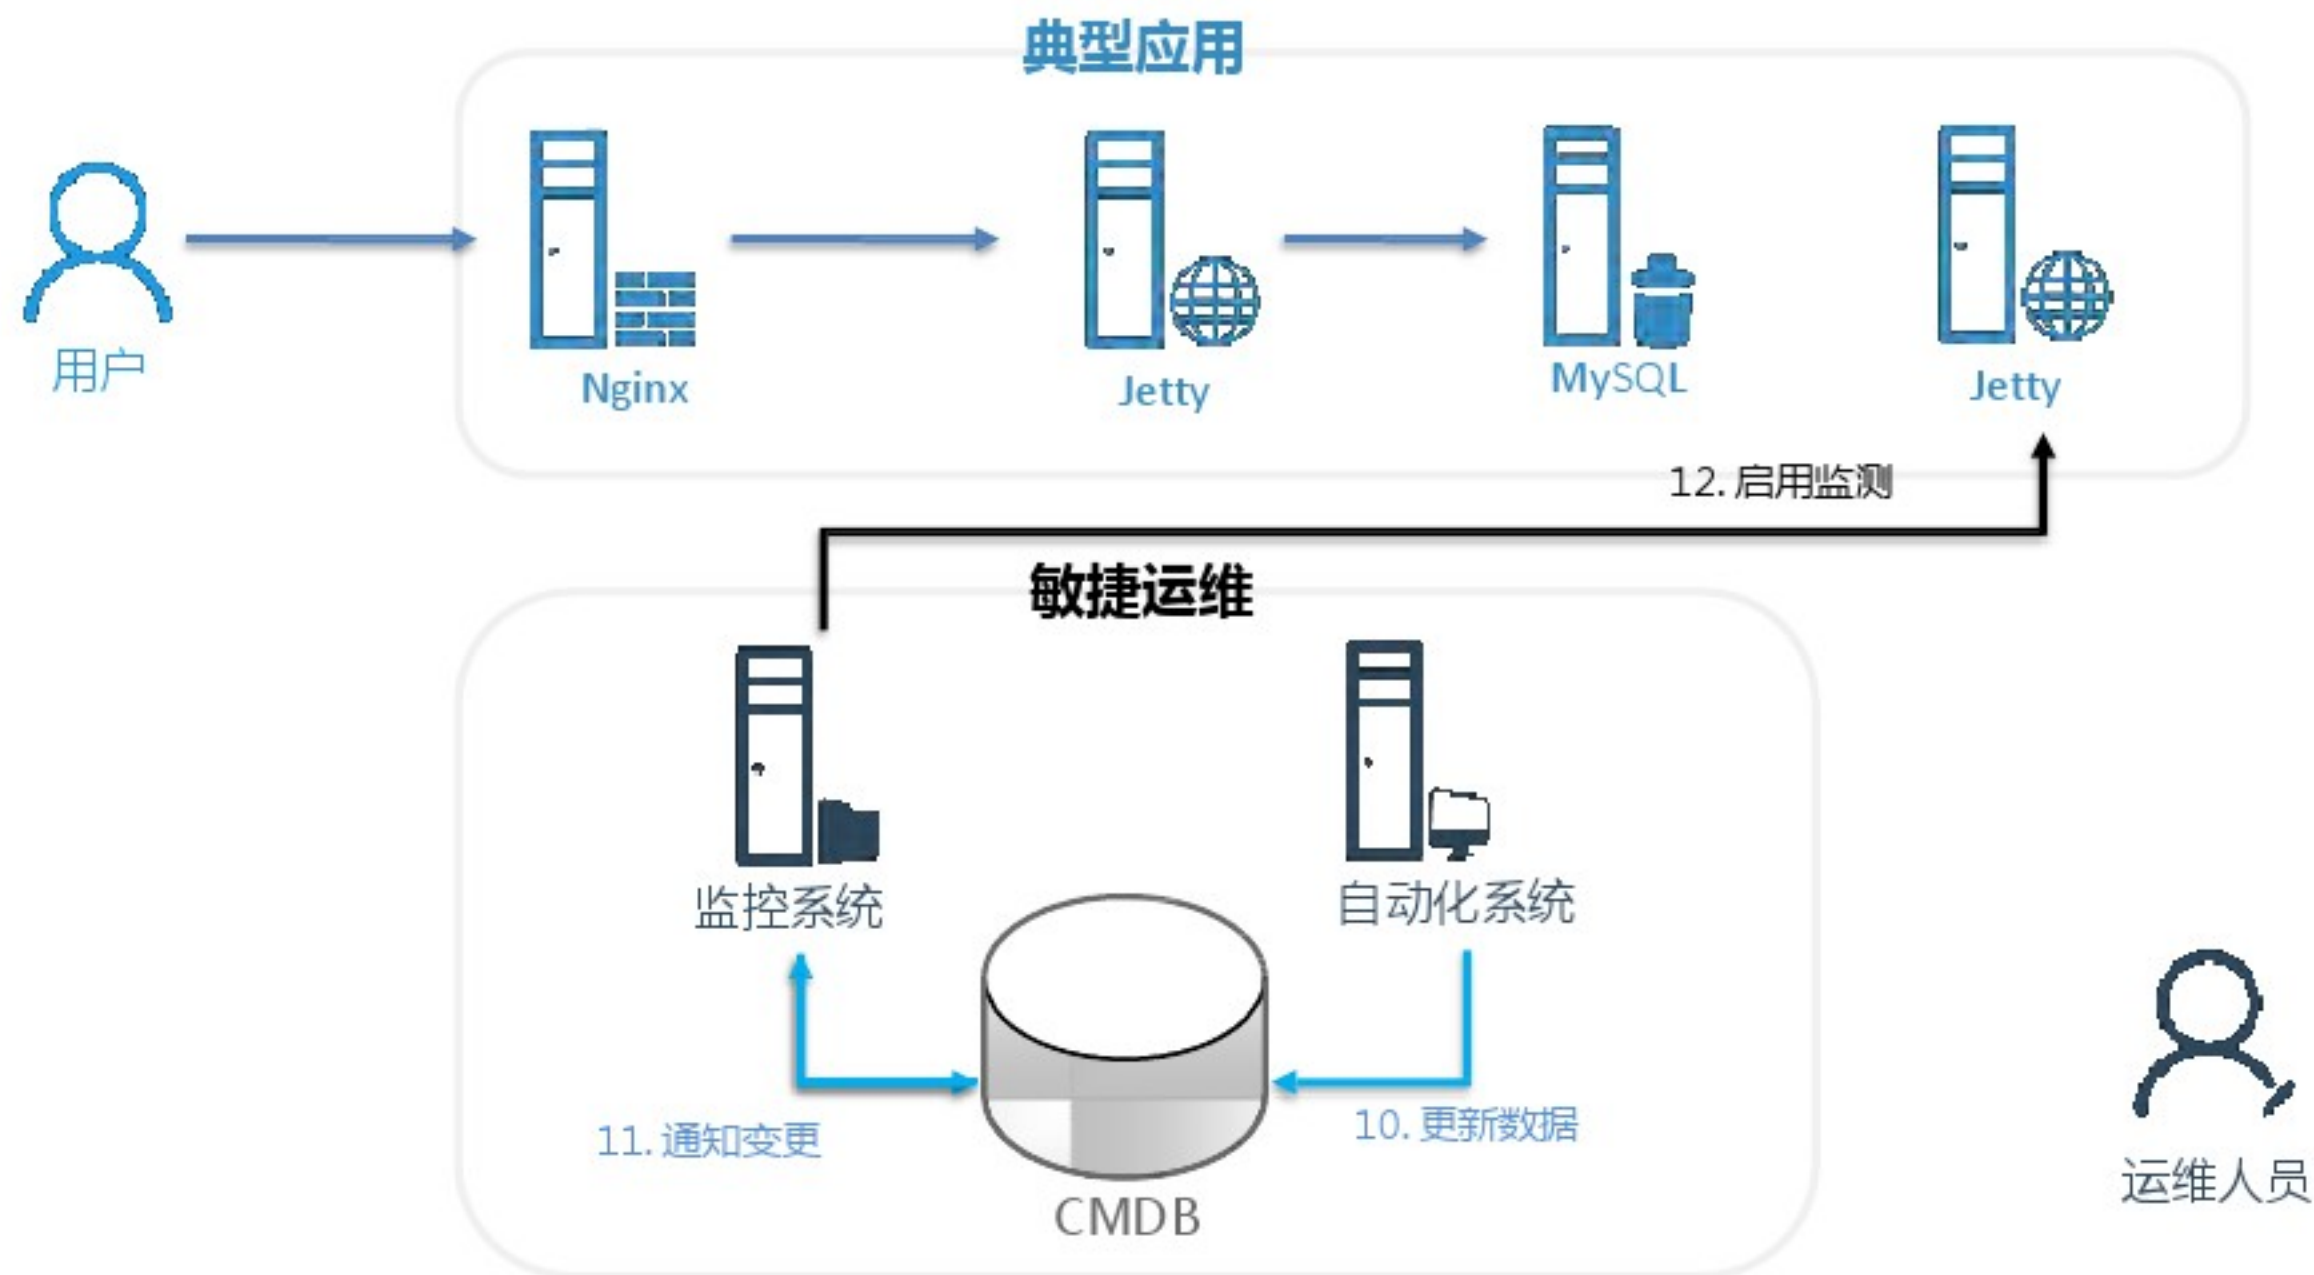 典型应用
用户
Nginx
Jetty
MySQL
Jetty
12. 启用监测
敏捷运维
监控系统
自动化系统
11. 通知变更
10. 更新数据
CMDB
运维人员